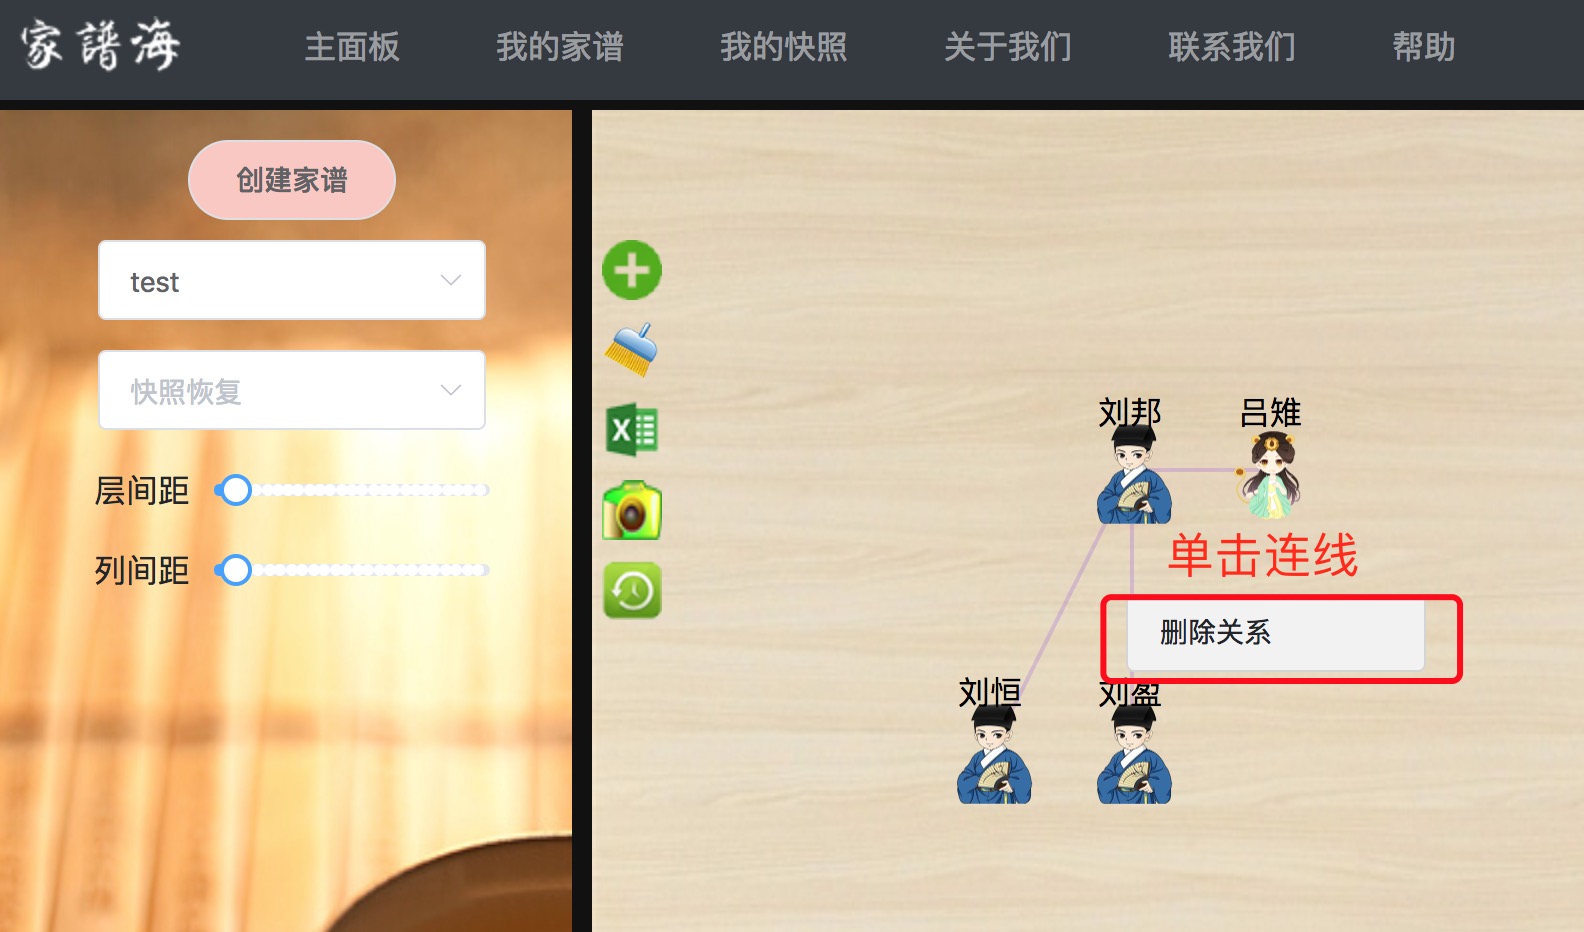 家譜海
主面板
我的家谱
我的快照
关于我们
联系我们
帮助
创建家谱
test
快照恢复
层间距
列间距
刘邦
吕雉
单击连线
删除关系
刘恒
刘盈